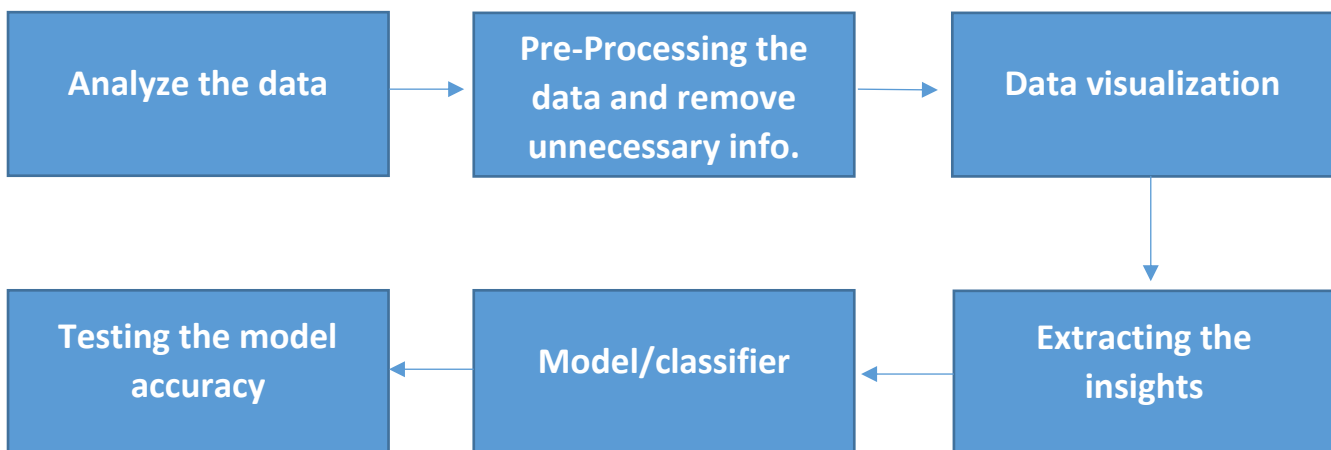 Analyze the data
Pre-Processing the
data and remove
unnecessary info.
Data visualization
Extracting the
insights
Model/classifier
Testing the model
accuracy